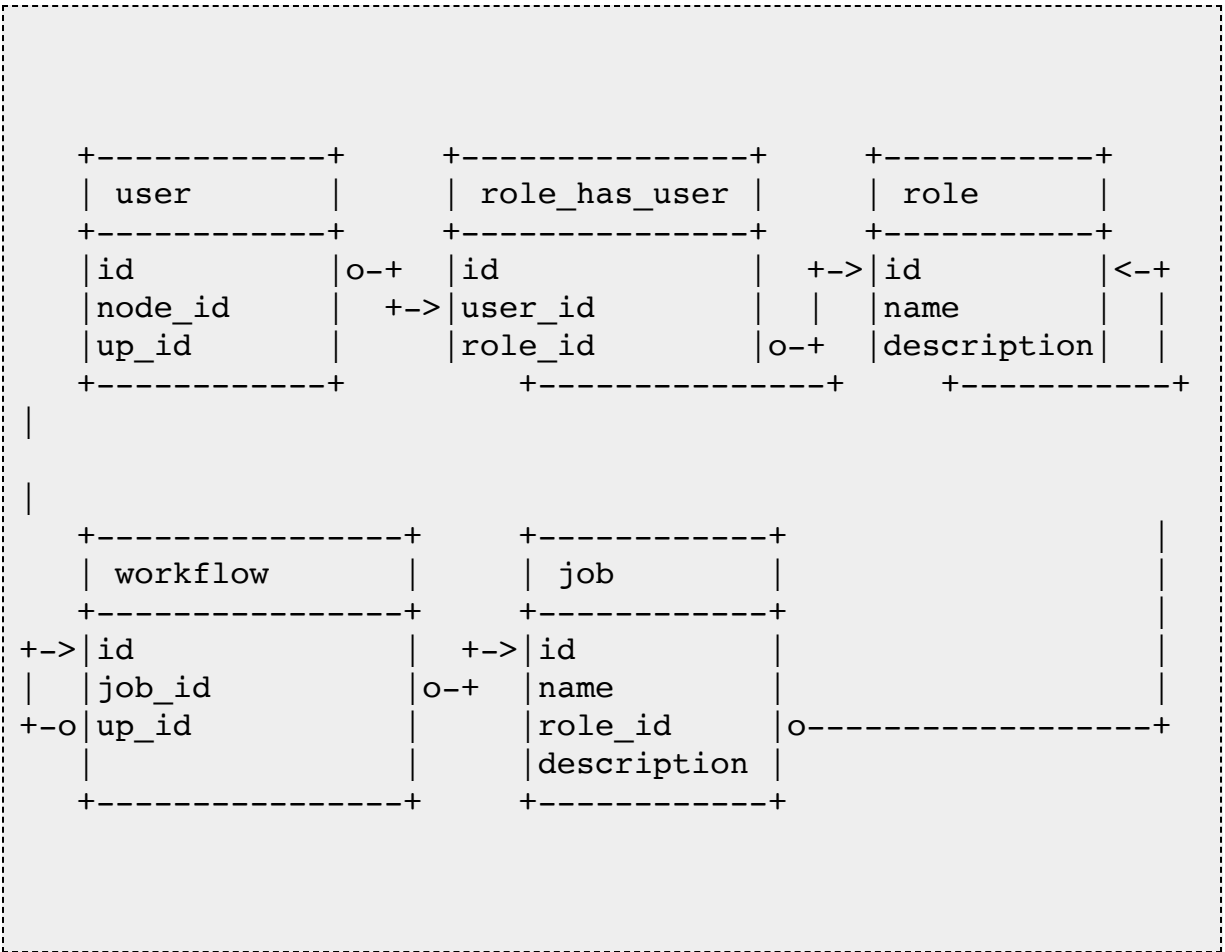 +------------+ +---------------+ +-----------+
| user | | role_has_user | | role |
+------------+ +---------------+ +-----------+
|id |o-+ |id | +->|id |<-+
|node_id | +->|user_id | | |name | |
|up_id | |role_id |o-+ |description| |
+------------+ +---------------+ +-----------+
|
|
+----------------+ +------------+ |
| workflow | | job | |
+----------------+ +------------+ |
+->|id | +->|id | |
| |job_id |o-+ |name | |
+-o|up_id | |role_id |o------------------+
| | |description |
+----------------+ +------------+